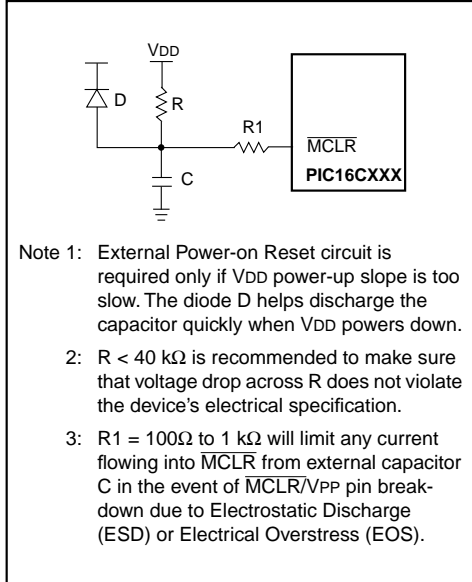 VDD
D
R
R1
MCLR
PIC16CXXX
C
Note 1: External Power-on Reset circuit is
required only if VDD power-up slope is too
slow. The diode D helps discharge the
capacitor quickly when VDD powers down.
2: R < 40 kΩ is recommended to make sure
that voltage drop across R does not violate
the device's electrical specification.
3: R1 = 100Ω to 1 kΩ will limit any current
flowing into MCLR from external capacitor
C in the event of MCLR/VPP pin break-
down due to Electrostatic Discharge
(ESD) or Electrical Overstress (EOS).